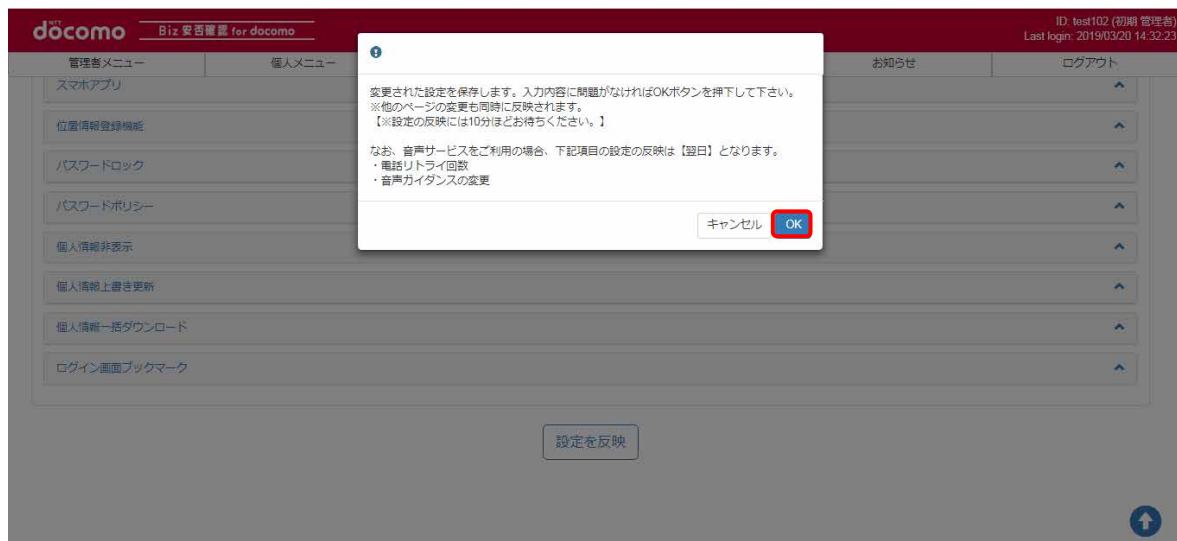 NTT
döcomo
Biz 安否確認 for docomo
ID: test102 (初期 管理者)
Last login: 2019/03/20 14:32:23
管理者メニュー
個人メニュー
お知らせ
ログアウト
変更された設定を保存します。入力内容に問題がなければOKボタンを押下して下さい。
※他のページの変更も同時に反映されます。
【※設定の反映には10分ほどお待ちください。】
なお、音声サービスをご利用の場合、下記項目の設定の反映は【翌日】となります。
・電話リトライ回数
・音声ガイダンスの変更
キャンセル
OK
スマホアプリ
位置情報登録機能
パスワードロック
パスワードポリシー
個人情報非表示
個人情報上書き更新
個人情報一括ダウンロード
ログイン画面ブックマーク
設定を反映